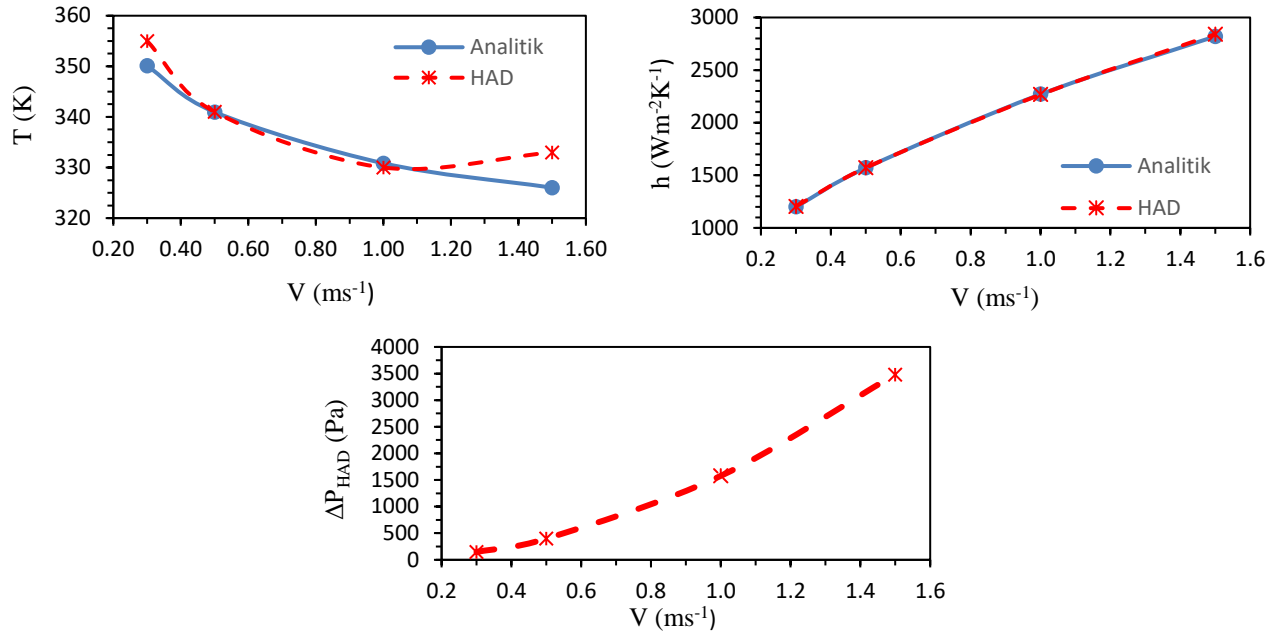 T (K)
350
340
330
320
0.20 0.40 0.60 0.80 1.00 1.20 1.40 1.60
V (ms⁻¹)
Analitik
HAD
h (Wm⁻²K⁻¹)
3000
2500
2000
1500
1000
0.2 0.4 0.6 0.8 1.0 1.2 1.4 1.6
V (ms⁻¹)
Analitik
HAD
ΔP_HAD (Pa)
4000
3500
3000
2500
2000
1500
1000
500
0
0.2 0.4 0.6 0.8 1.0 1.2 1.4 1.6
V (ms⁻¹)